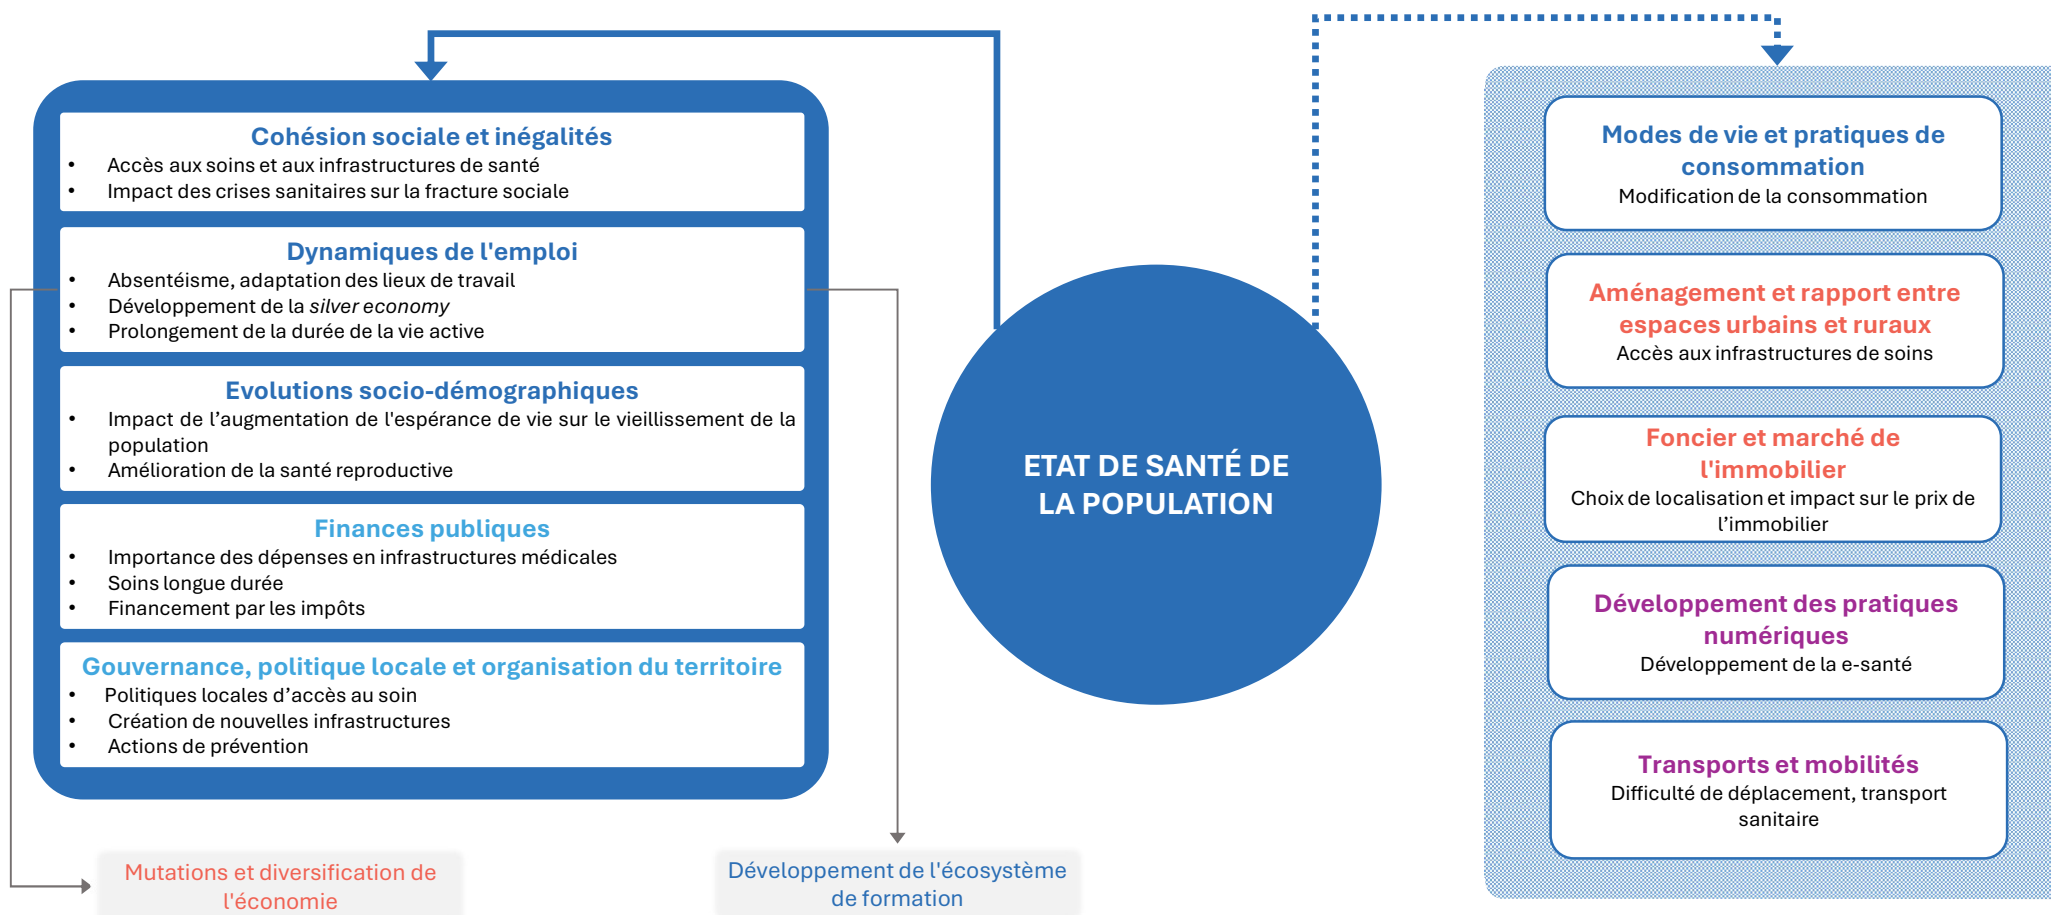 Cohésion sociale et inégalités
• Accès aux soins et aux infrastructures de santé
• Impact des crises sanitaires sur la fracture sociale
Dynamiques de l'emploi
• Absentéisme, adaptation des lieux de travail
• Développement de la silver economy
• Prolongement de la durée de la vie active
Evolutions socio-démographiques
• Impact de l’augmentation de l'espérance de vie sur le vieillissement de la
population
• Amélioration de la santé reproductive
Finances publiques
• Importance des dépenses en infrastructures médicales
• Soins longue durée
• Financement par les impôts
Gouvernance, politique locale et organisation du territoire
• Politiques locales d’accès au soin
• Création de nouvelles infrastructures
• Actions de prévention
Mutations et diversification de
l'économie
Développement de l'écosystème
de formation
ETAT DE SANTÉ DE
LA POPULATION
Modes de vie et pratiques de
consommation
Modification de la consommation
Aménagement et rapport entre
espaces urbains et ruraux
Accès aux infrastructures de soins
Foncier et marché de
l'immobilier
Choix de localisation et impact sur le prix de
l’immobilier
Développement des pratiques
numériques
Développement de la e-santé
Transports et mobilités
Difficulté de déplacement, transport
sanitaire